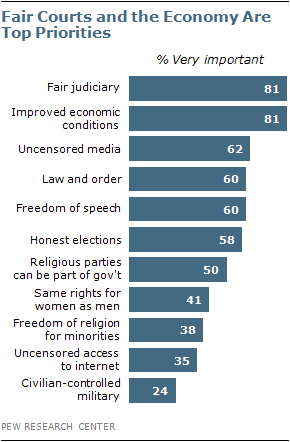 Fair Courts and the Economy Are
Top Priorities
% Very important
Fair judiciary 81
Improved economic
conditions 81
Uncensored media 62
Law and order 60
Freedom of speech 60
Honest elections 58
Religious parties
can be part of gov't 50
Same rights for
women as men 41
Freedom of religion
for minorities 38
Uncensored access
to internet 35
Civilian-controlled
military 24
PEW RESEARCH CENTER